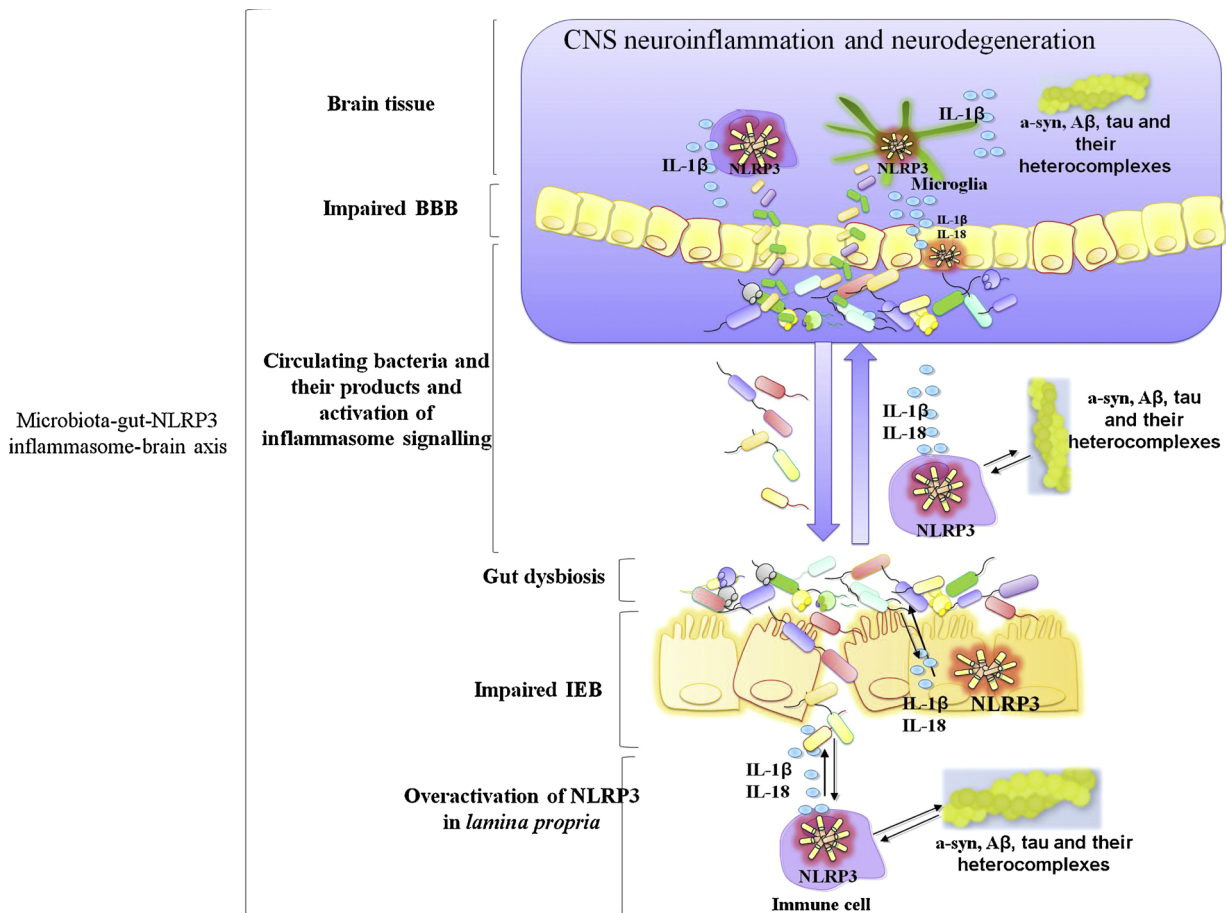 CNS neuroinflammation and neurodegeneration
Brain tissue
IL-1β
NLRP3
IL-1β
NLRP3
Microglia
a-syn, Aβ, tau and
their
heterocomplexes
Impaired BBB
IL-1β
IL-18
Microbiota-gut-NLRP3
inflammasome-brain axis
Circulating bacteria and
their products and
activation of
inflammasome signalling
IL-1β
IL-18
NLRP3
a-syn, Aβ, tau
and their
heterocomplexes
Gut dysbiosis
Impaired IEB
IL-1β
IL-18
NLRP3
Overactivation of NLRP3
in lamina propria
IL-1β
IL-18
NLRP3
Immune cell
a-syn, Aβ, tau and their
heterocomplexes